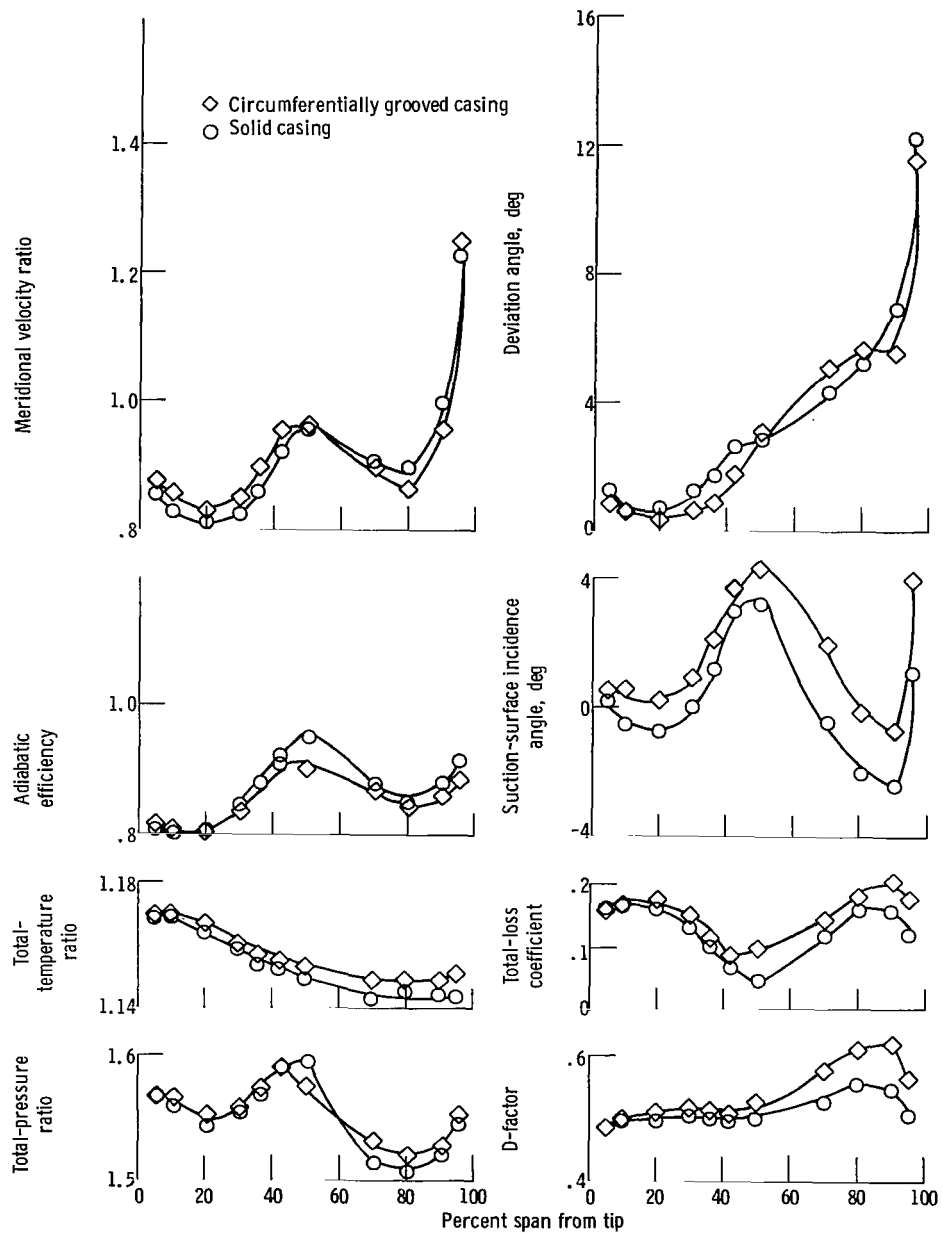 Circumferentially grooved casing
Solid casing
Meridional velocity ratio
1.4
1.2
1.0
.8
Deviation angle, deg
16
12
8
4
0
Adiabatic
efficiency
1.0
.8
Suction-surface incidence
angle, deg
4
0
-4
Total-
temperature
ratio
1.18
1.14
Total-loss
coefficient
.2
.1
0
Total-pressure
ratio
1.6
1.5
D-factor
.6
.4
0 20 40 60 80 100
0 20 40 60 80 100
Percent span from tip